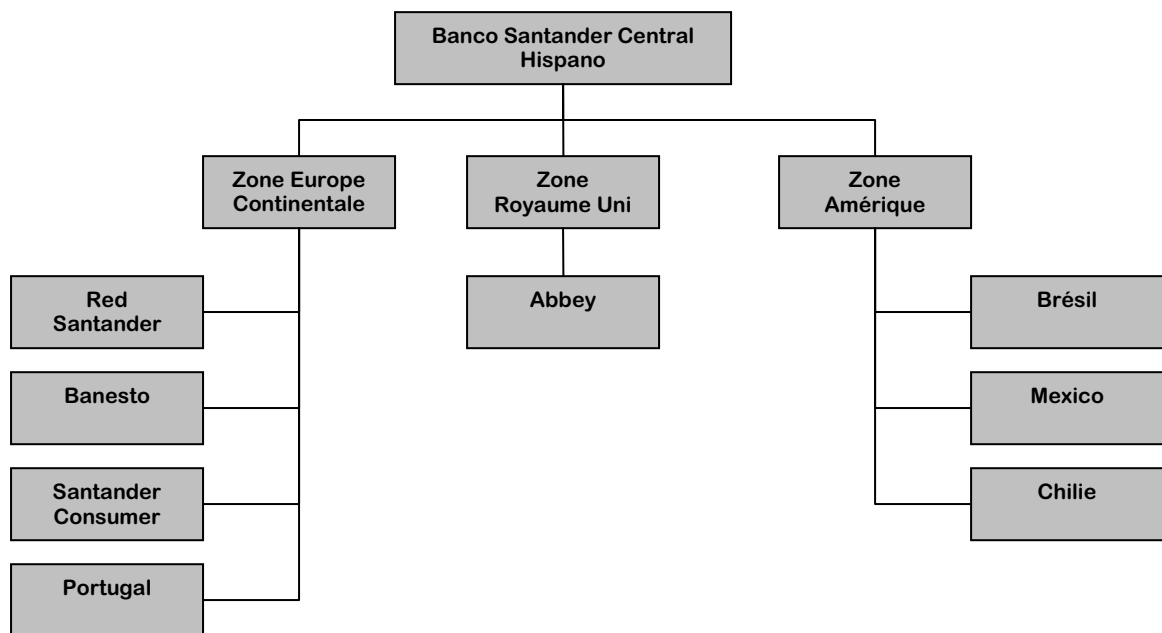 Banco Santander Central
Hispano
Zone Europe
Continentale
Zone
Royaume Uni
Zone
Amérique
Red
Santander
Abbey
Brésil
Banesto
Mexico
Santander
Consumer
Chilie
Portugal